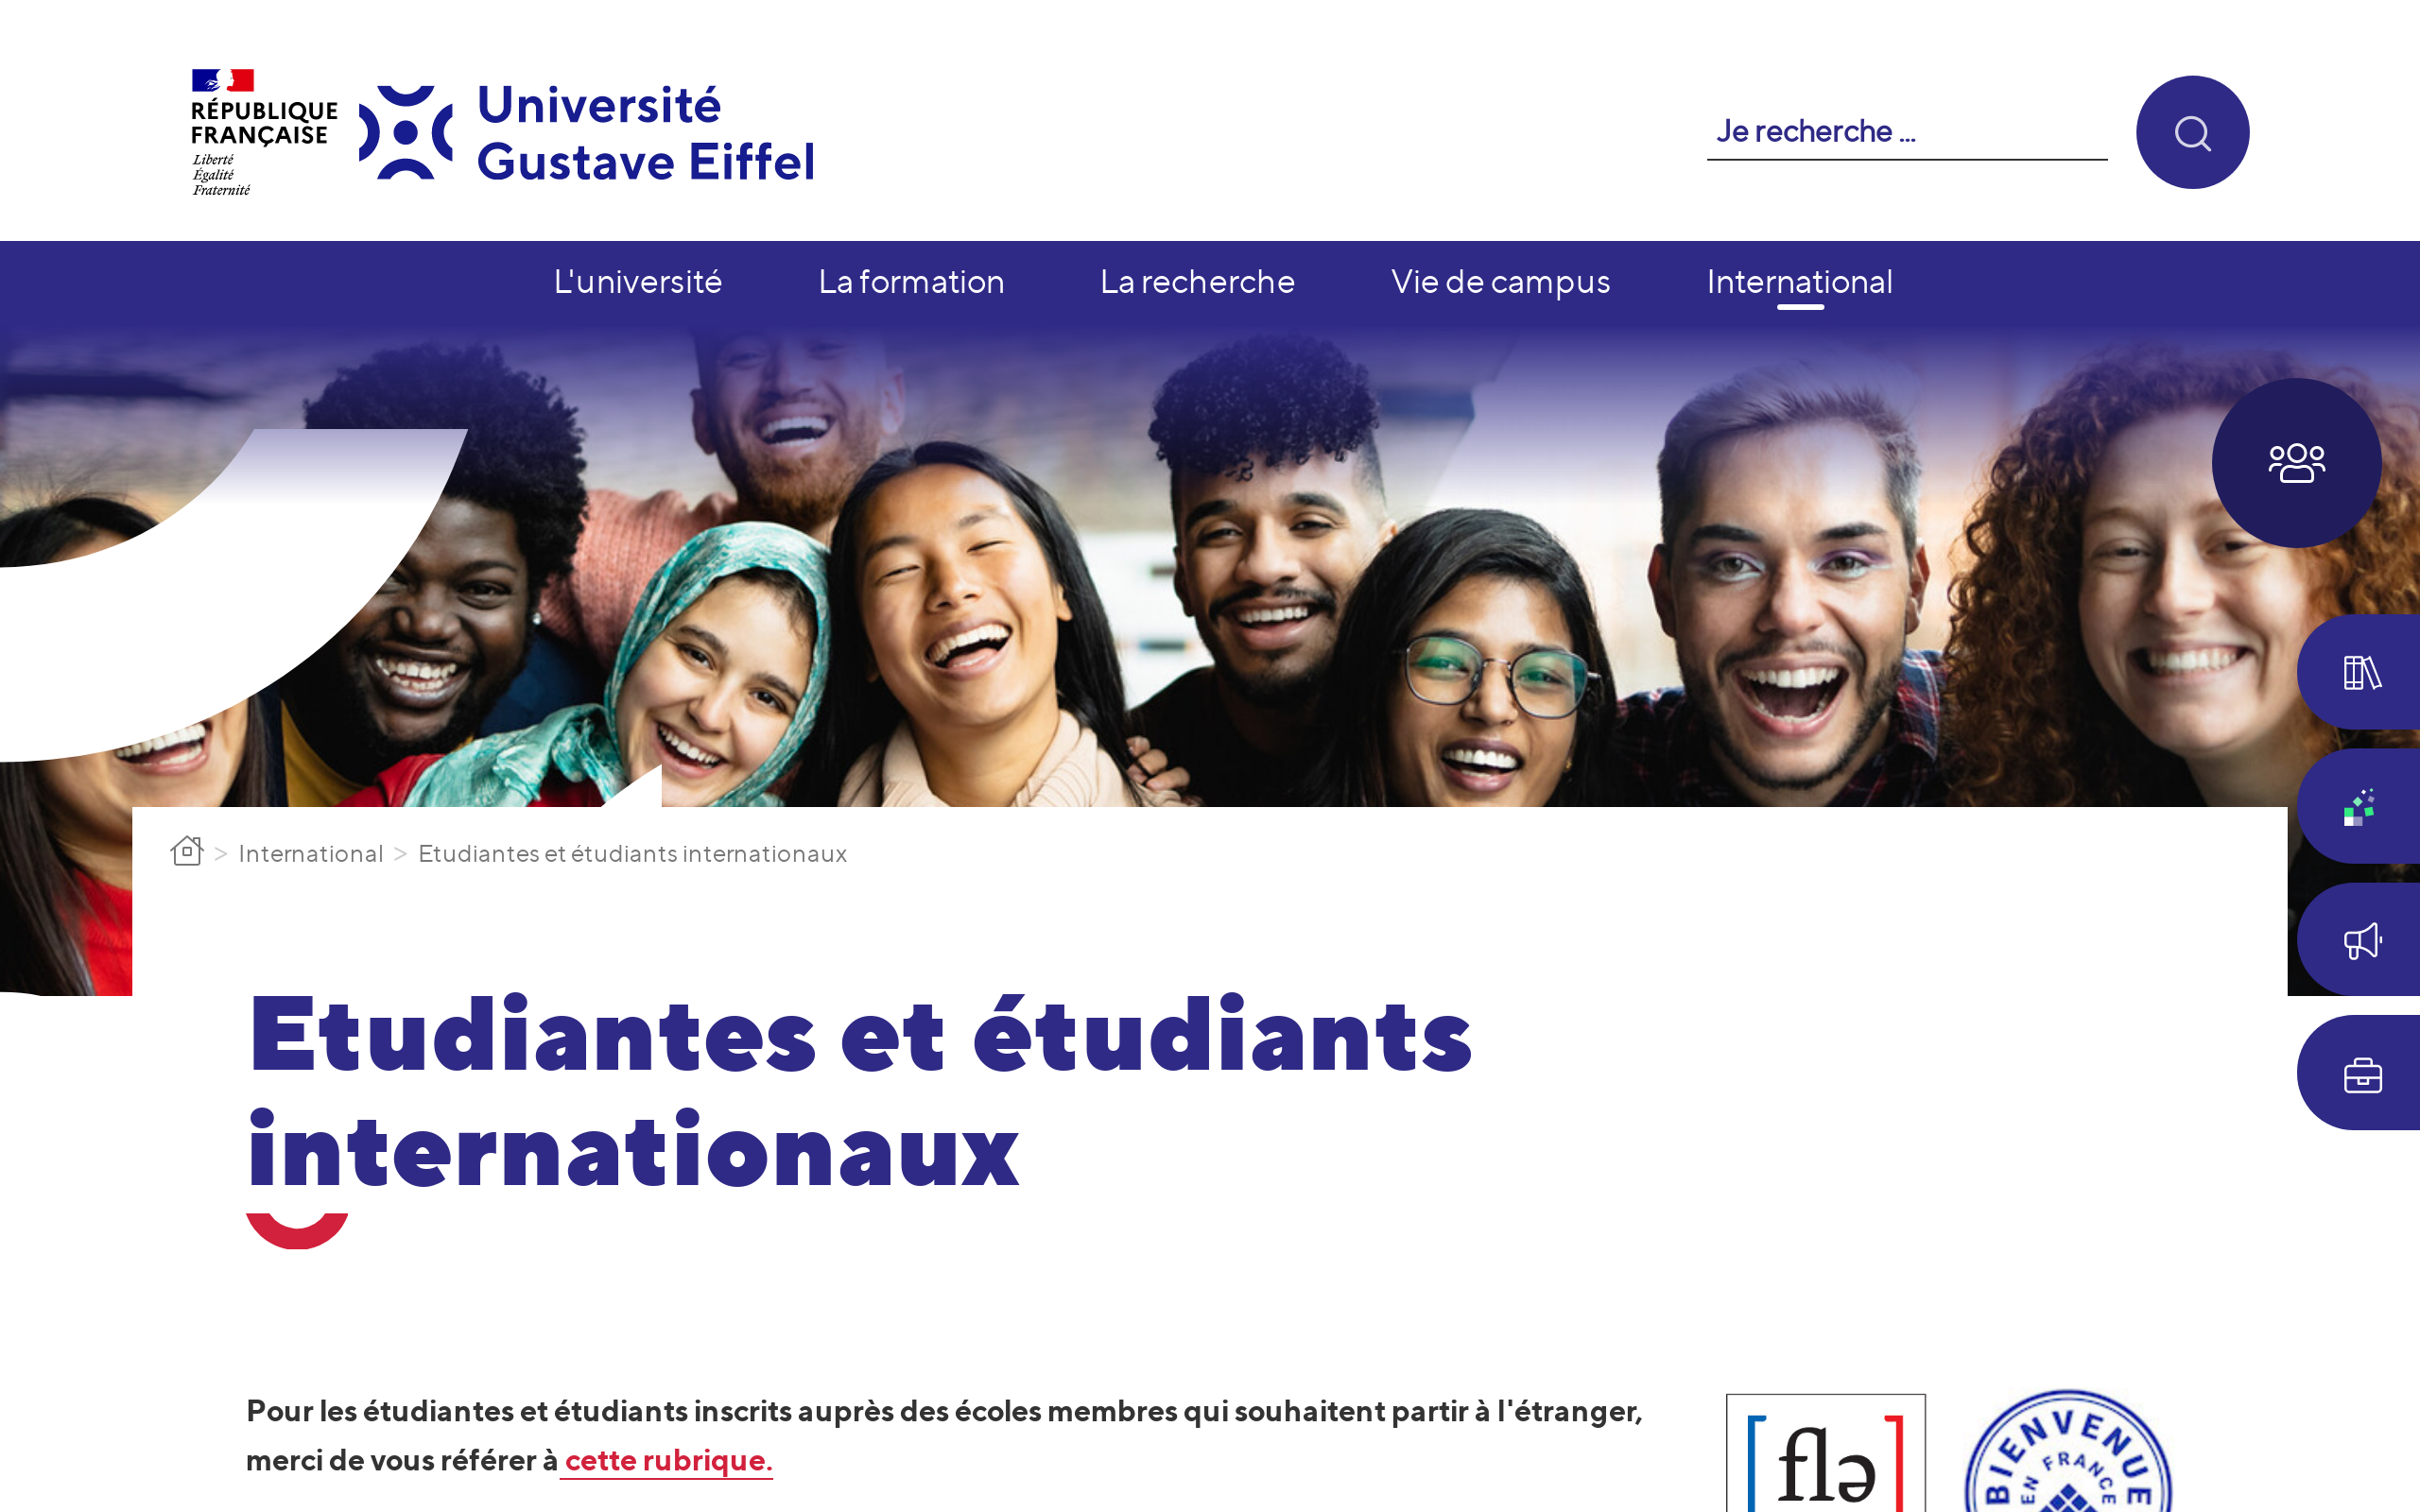 RÉPUBLIQUE
FRANÇAISE
Liberté
Égalité
Fraternité
Université
Gustave Eiffel
Je recherche ...
L'université
La formation
La recherche
Vie de campus
International
> International > Etudiantes et étudiants internationaux
Etudiantes et étudiants
internationaux
Pour les étudiantes et étudiants inscrits auprès des écoles membres qui souhaitent partir à l'étranger,
merci de vous référer à cette rubrique.
flə
BIENVENUE
EN FRANCE